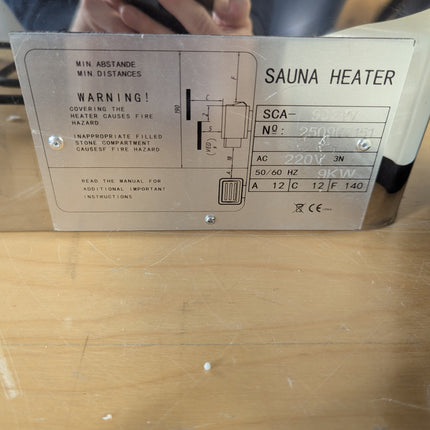 MIN. ABSTANDE
MIN. DISTANCES
WARNING!
COVERING THE
HEATER CAUSES FIRE
HAZARD
INAPPROPRIATE FILLED
STONE COMPARTMENT
CAUSESF FIRE HAZARD
READ THE MANUAL FOR
ADDITIONAL IMPORTANT
INSTRUCTIONS
190
F
A
SAUNA HEATER
SCA-
Nº:
AC 220V 3N
50/60 HZ 9KW
A 12 C 12 F 140
CE